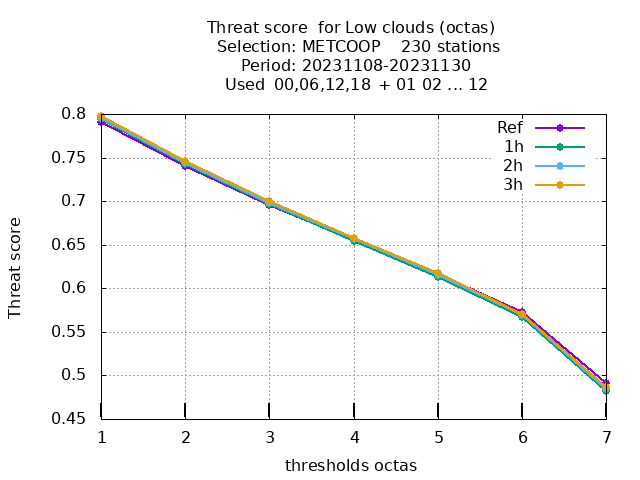 Threat score  for Low clouds (octas)
Selection: METCOOP    230 stations
Period: 20231108-20231130
Used  00,06,12,18  + 01 02 ... 12
Ref
1h
2h
3h
0.8
0.75
0.7
0.65
0.6
0.55
0.5
0.45
Threat score
1 2 3 4 5 6 7
thresholds octas